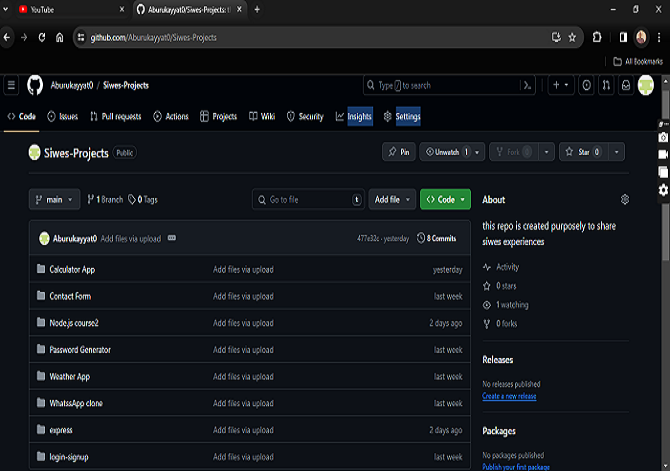 YouTube
Aburukayyat0/Siwes-Projects: th
github.com/Aburukayyat0/Siwes-Projects
All Bookmarks
Aburukayyat0 / Siwes-Projects
Type / to search
Code Issues Pull requests Actions Projects Wiki Security Insights Settings
Siwes-Projects Public
Pin Unwatch 1 Fork 0 Star 0
main 1 Branch 0 Tags
Go to file t Add file Code
About
this repo is created purposely to share
siwes experiences
Aburukayyat0 Add files via upload 477e32c · yesterday 8 Commits
Calculator App Add files via upload yesterday
Contact Form Add files via upload last week
Node.js course2 Add files via upload 2 days ago
Password Generator Add files via upload last week
Weather App Add files via upload last week
WhatssApp clone Add files via upload last week
express Add files via upload 2 days ago
login-signup Add files via upload last week
Activity
0 stars
1 watching
0 forks
Releases
No releases published
Create a new release
Packages
No packages published
Publish your first package